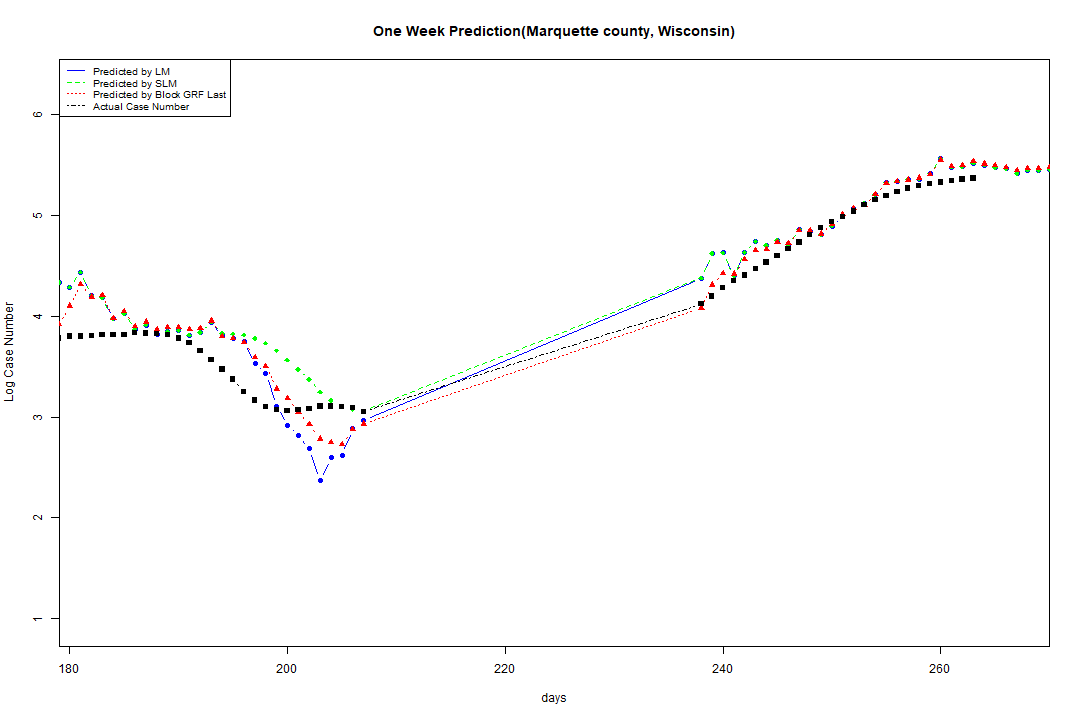 One Week Prediction(Marquette county, Wisconsin)
Predicted by LM
Predicted by SLM
Predicted by Block GRF Last
Actual Case Number
6
5
4
3
2
1
Log Case Number
180 200 220 240 260
days